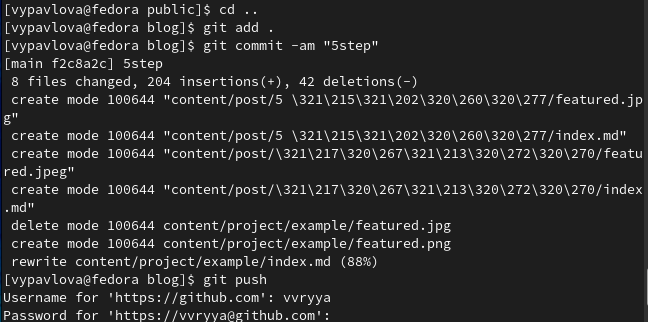 [vypavlova@fedora public]$ cd ..
[vypavlova@fedora blog]$ git add .
[vypavlova@fedora blog]$ git commit -am "5step"
[main f2c8a2c] 5step
 8 files changed, 204 insertions(+), 42 deletions(-)
 create mode 100644 "content/post/5 \321\215\321\202\320\260\320\277/featured.jp
g"
 create mode 100644 "content/post/5 \321\215\321\202\320\260\320\277/index.md"
 create mode 100644 "content/post/\321\217\320\267\321\213\320\272\320\270/featu
red.jpeg"
 create mode 100644 "content/post/\321\217\320\267\321\213\320\272\320\270/index
.md"
 delete mode 100644 content/project/example/featured.jpg
 create mode 100644 content/project/example/featured.png
 rewrite content/project/example/index.md (88%)
[vypavlova@fedora blog]$ git push
Username for 'https://github.com': vvryya
Password for 'https://vvryya@github.com':